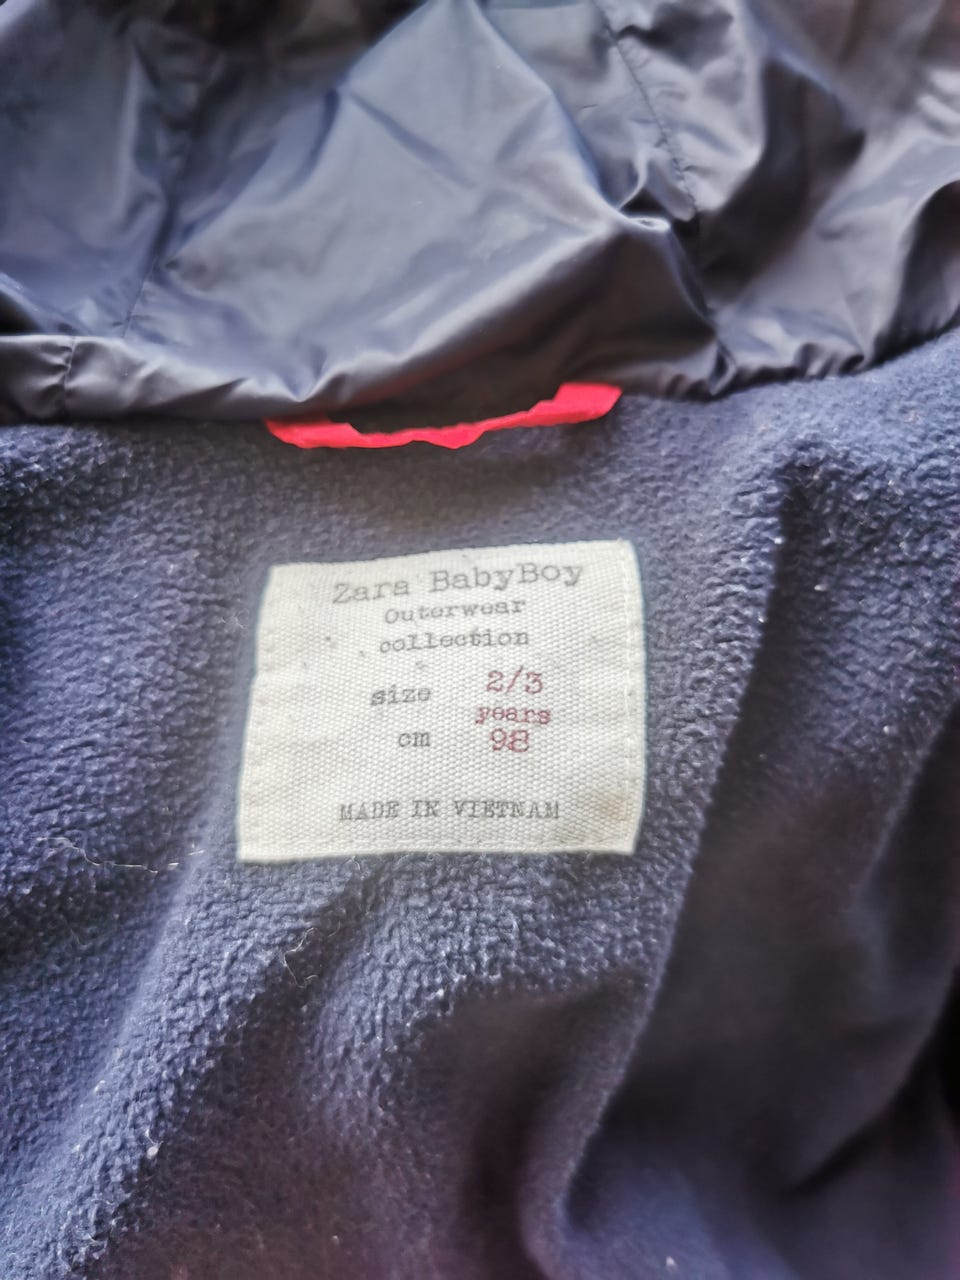 Zara BabyBoy
Outerwear
collection
size 2/3
years
cm 98
MADE IN VIETNAM